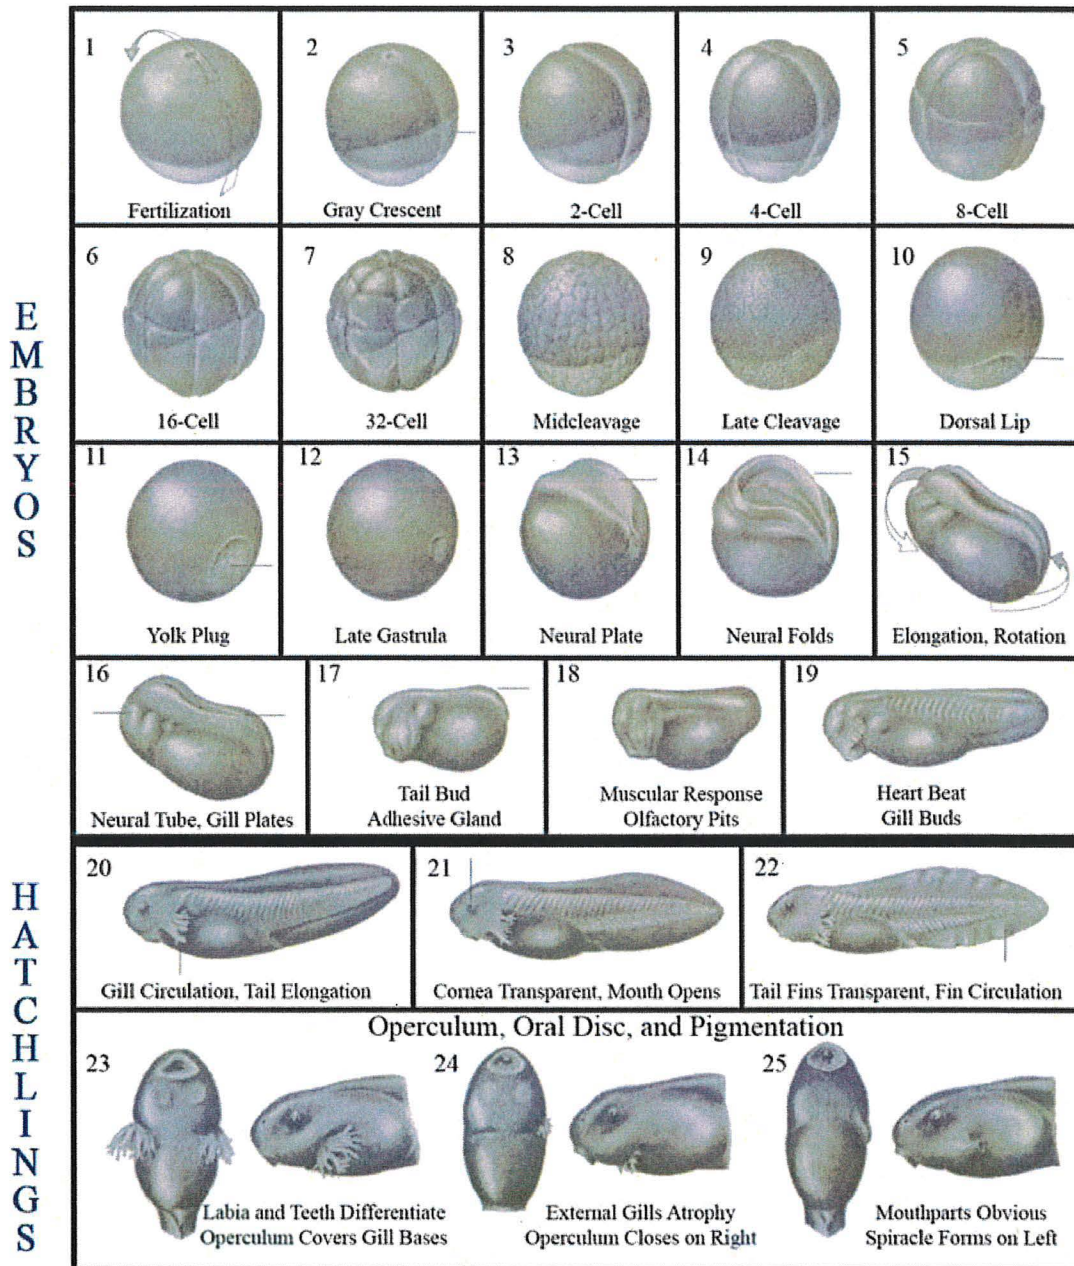 EMBRYOS
1
2
3
4
5
Fertilization
Gray Crescent
2-Cell
4-Cell
8-Cell
6
7
8
9
10
16-Cell
32-Cell
Midcleavage
Late Cleavage
Dorsal Lip
11
12
13
14
15
Yolk Plug
Late Gastrula
Neural Plate
Neural Folds
Elongation, Rotation
16
17
18
19
Neural Tube, Gill Plates
Tail Bud
Adhesive Gland
Muscular Response
Olfactory Pits
Heart Beat
Gill Buds
HATCHLINGS
20
21
22
Gill Circulation, Tail Elongation
Cornea Transparent, Mouth Opens
Tail Fins Transparent, Fin Circulation
Operculum, Oral Disc, and Pigmentation
23
24
25
Labia and Teeth Differentiate
Operculum Covers Gill Bases
External Gills Atrophy
Operculum Closes on Right
Mouthparts Obvious
Spiracle Forms on Left